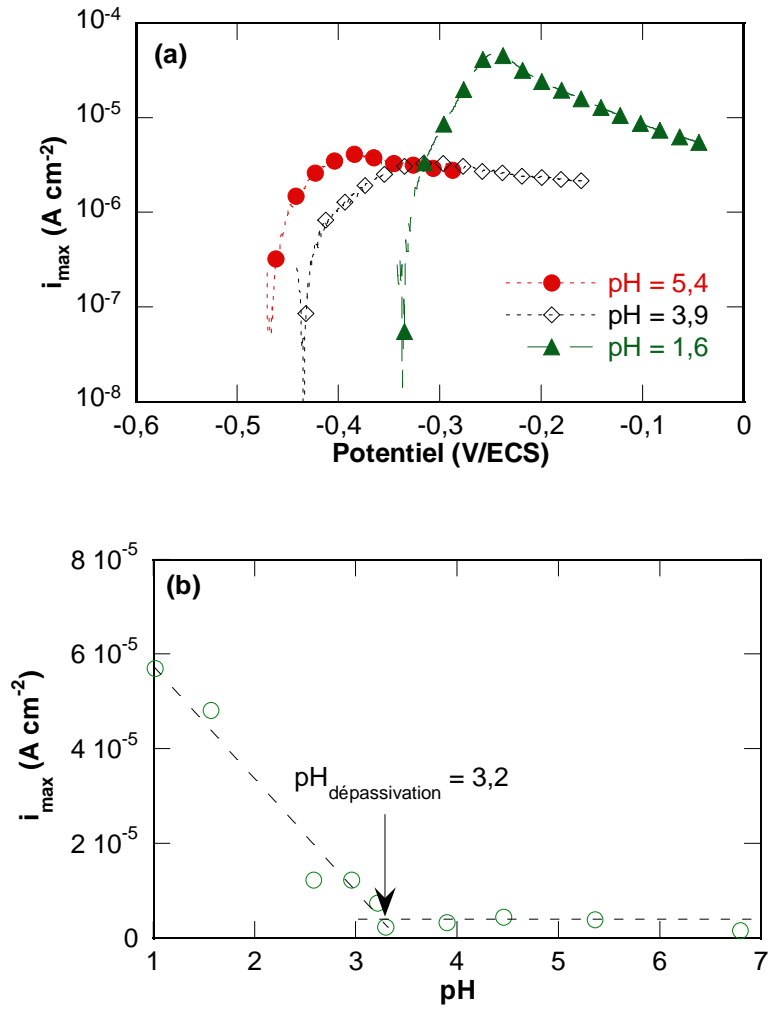 (a)
i_max (A cm^-2)
10^-4
10^-5
10^-6
10^-7
10^-8
pH = 5,4
pH = 3,9
pH = 1,6
-0,6 -0,5 -0,4 -0,3 -0,2 -0,1 0
Potentiel (V/ECS)
(b)
i_max (A cm^-2)
8 10^-5
6 10^-5
4 10^-5
2 10^-5
0
pH_dépassivation = 3,2
1 2 3 4 5 6 7
pH